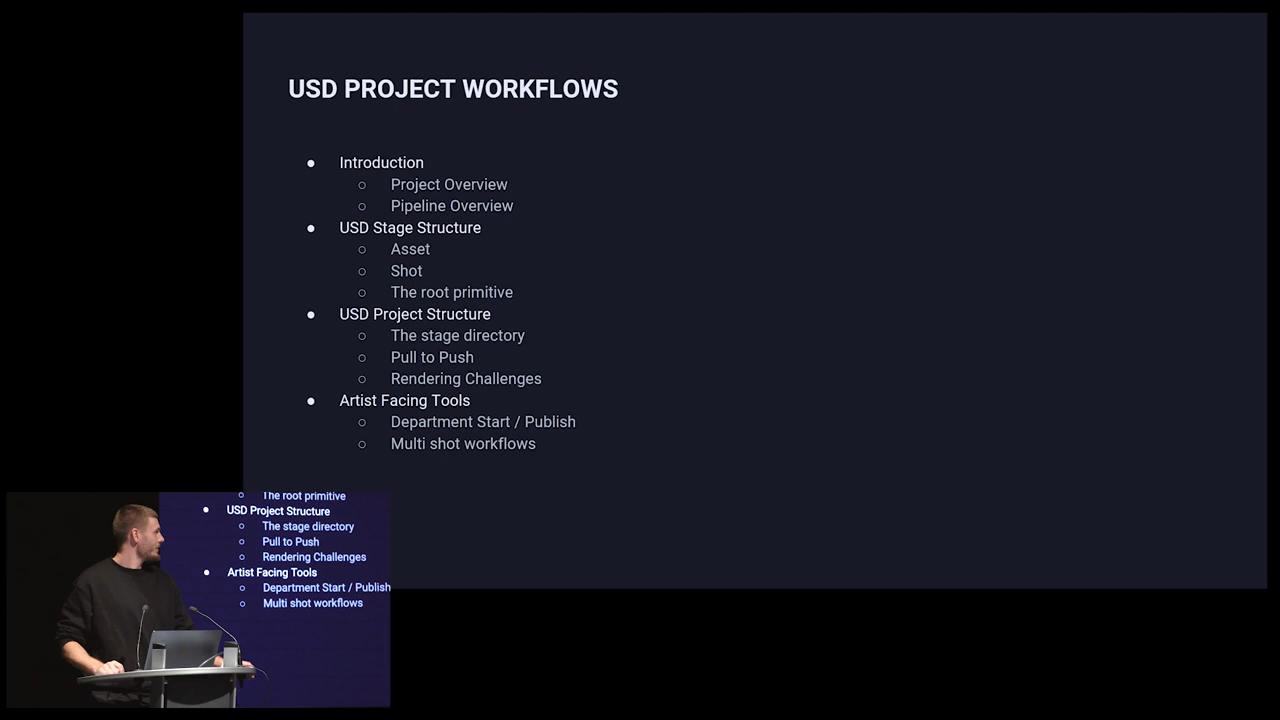 USD PROJECT WORKFLOWS
● Introduction
○ Project Overview
○ Pipeline Overview
● USD Stage Structure
○ Asset
○ Shot
○ The root primitive
● USD Project Structure
○ The stage directory
○ Pull to Push
○ Rendering Challenges
● Artist Facing Tools
○ Department Start / Publish
○ Multi shot workflows
○ The root primitive
● USD Project Structure
○ The stage directory
○ Pull to Push
○ Rendering Challenges
● Artist Facing Tools
○ Department Start / Publish
○ Multi shot workflows